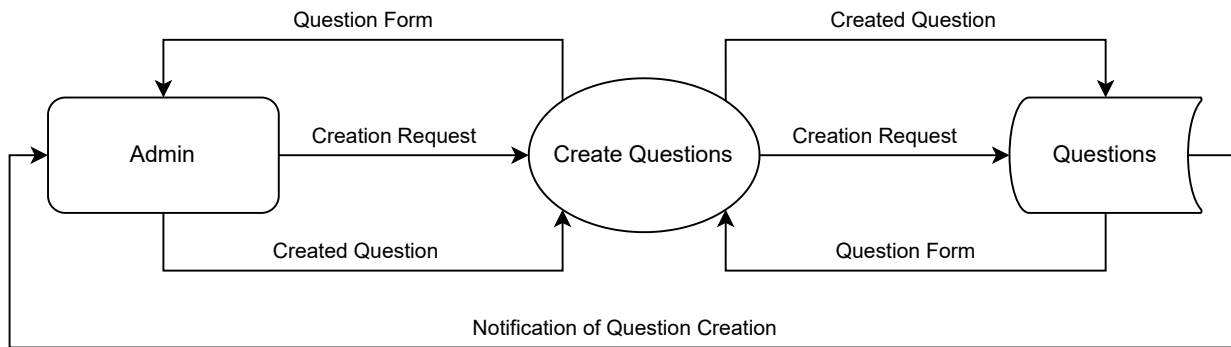 Question Form
Created Question
Admin
Creation Request
Create Questions
Creation Request
Questions
Created Question
Question Form
Notification of Question Creation